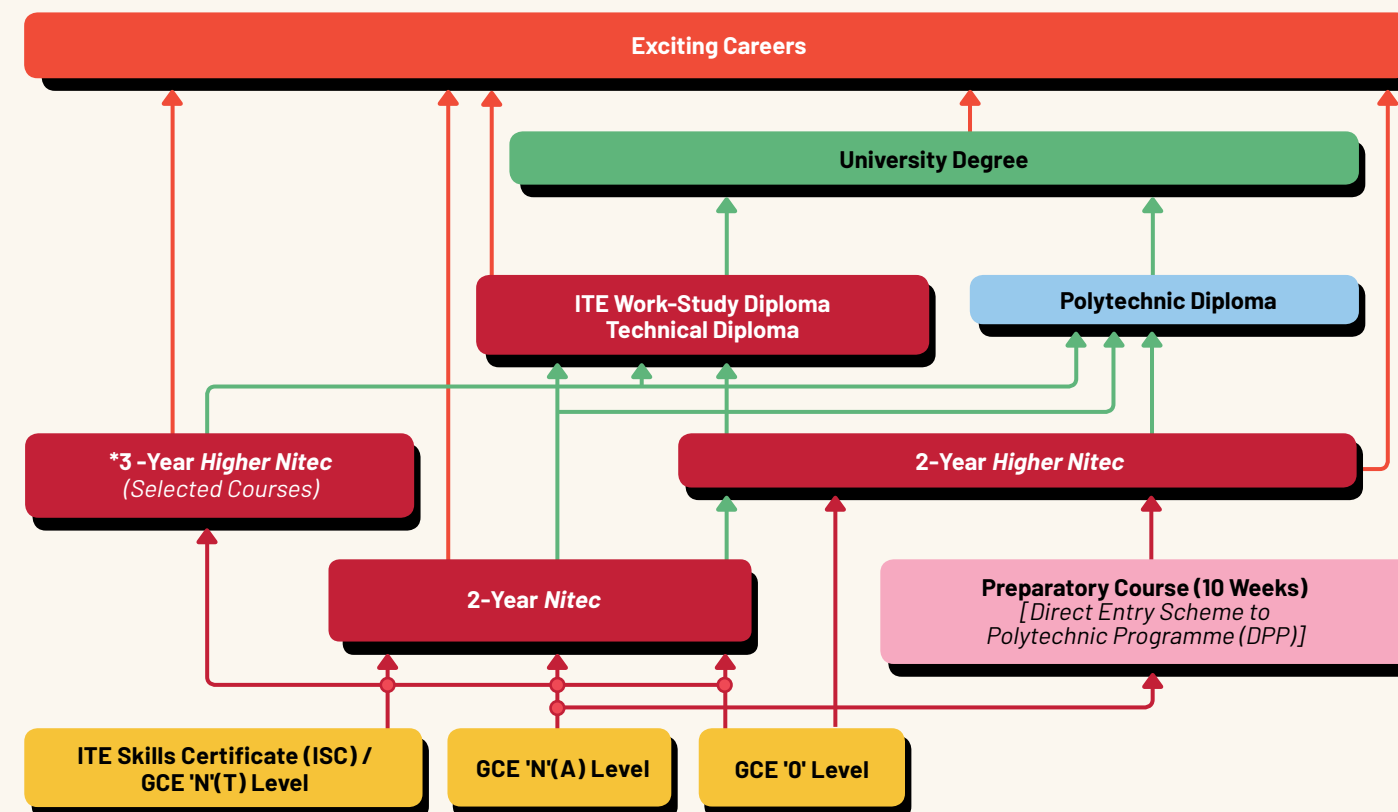 Exciting Careers
University Degree
ITE Work-Study Diploma
Technical Diploma
Polytechnic Diploma
*3 -Year Higher Nitec
(Selected Courses)
2-Year Higher Nitec
2-Year Nitec
Preparatory Course (10 Weeks)
[Direct Entry Scheme to
Polytechnic Programme (DPP)]
ITE Skills Certificate (ISC) /
GCE 'N'(T) Level
GCE 'N'(A) Level
GCE 'O' Level